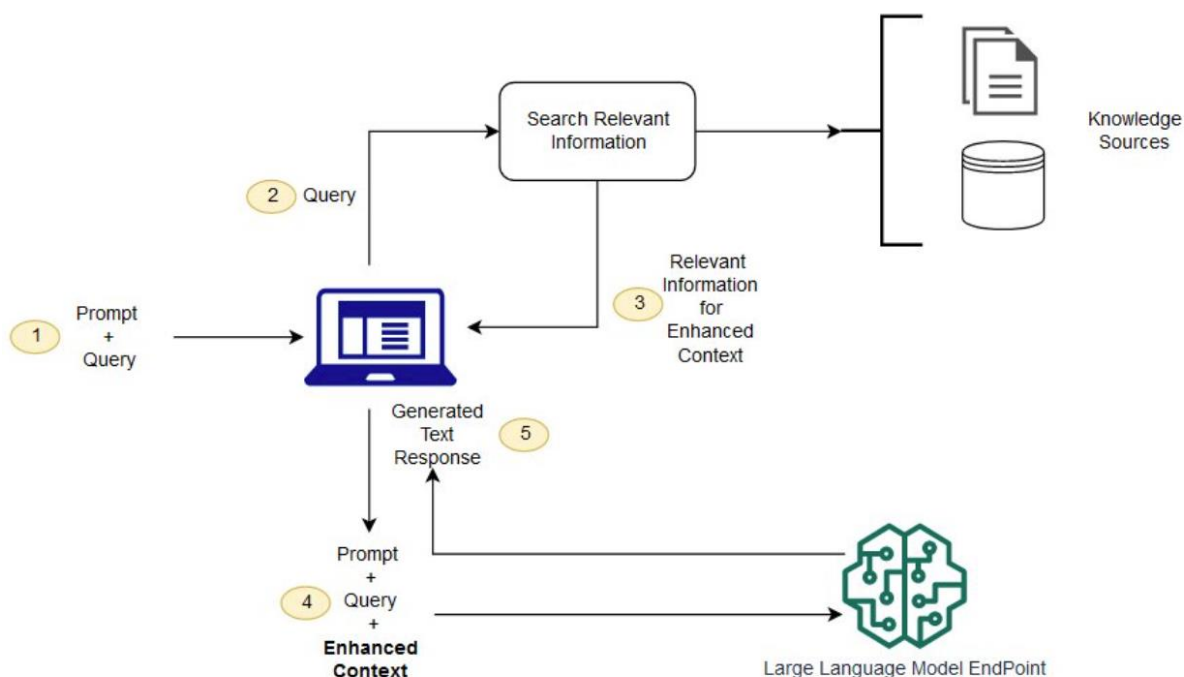 Search Relevant
Information
Knowledge
Sources
2
Query
Relevant
Information
for
Enhanced
Context
3
1
Prompt
+
Query
Generated
Text
Response
5
Prompt
+
Query
+
Enhanced
Context
4
Large Language Model EndPoint